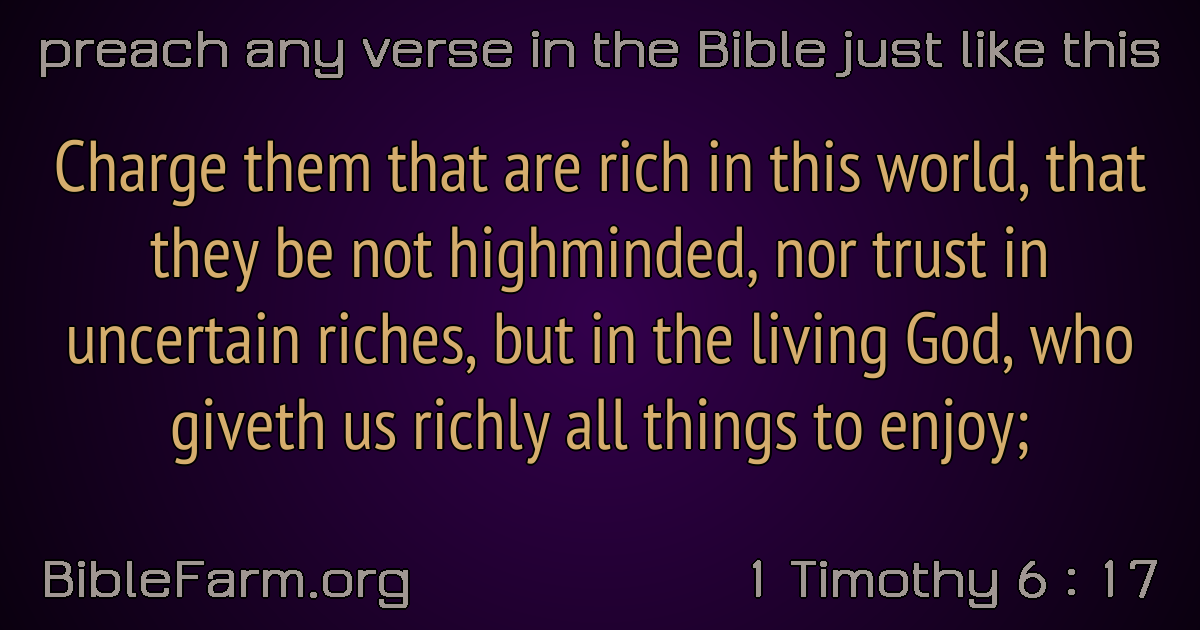 preach any verse in the Bible just like this
Charge them that are rich in this world, that
they be not highminded, nor trust in
uncertain riches, but in the living God, who
giveth us richly all things to enjoy;
BibleFarm.org
1 Timothy 6 : 17